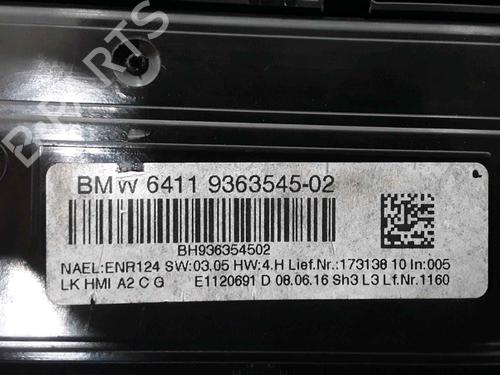 B-PARTS
BMW 6411 9363545-02
BH936354502
NAEL:ENR124 SW:03.05 HW:4.H Lief.Nr.:173138 10 In:005
LK HMI A2 C G E1120691 D 08.06.16 Sh3 L3 Lf.Nr.1160